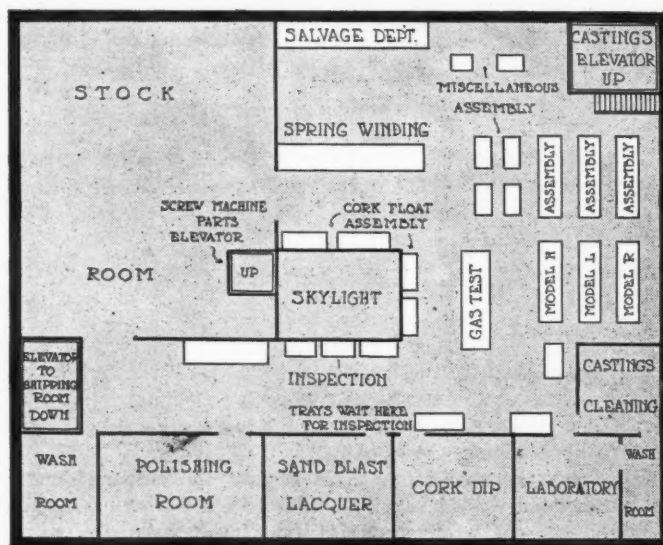 SALVAGE DEPT.
CASTINGS
ELEVATOR
UP
STOCK
MISCELLANEOUS
ASSEMBLY
SPRING WINDING
ASSEMBLY
ASSEMBLY
ASSEMBLY
SCREW MACHINE
PARTS
ELEVATOR
CORK FLOAT
ASSEMBLY
ROOM
UP
SKYLIGHT
GAS TEST
MODEL H
MODEL L
MODEL R
ELEVATOR
TO
SHIPPING
ROOM
DOWN
INSPECTION
CASTINGS
CLEANING
TRAYS WAIT HERE
FOR INSPECTION
WASH
ROOM
POLISHING
ROOM
SAND BLAST
LACQUER
CORK DIP
LABORATORY
WASH
ROOM